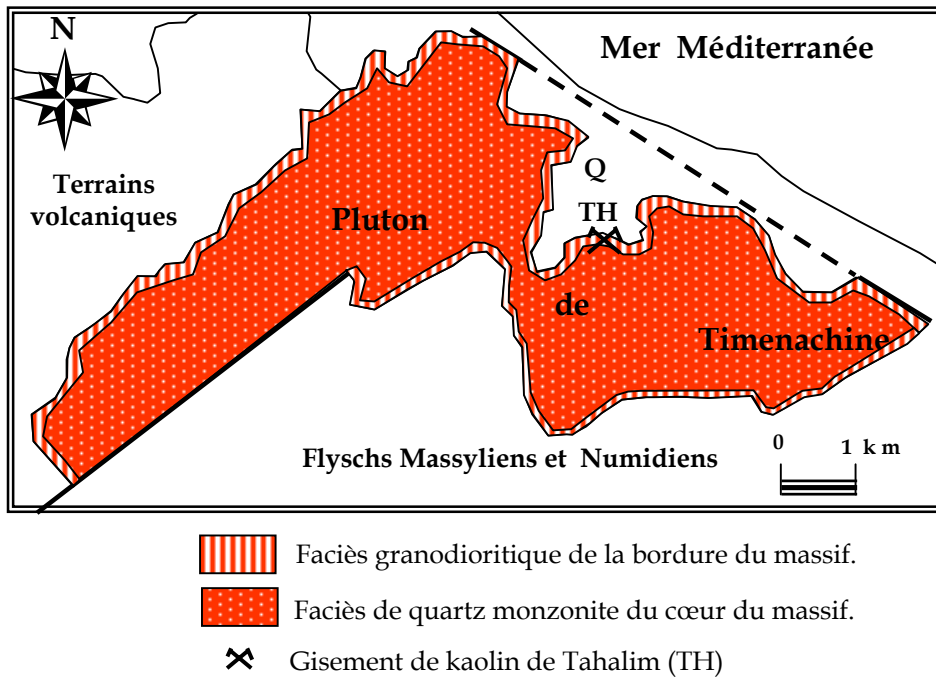 N
Mer Méditerranée
Terrains
volcaniques
Q
TH
Pluton
de
Timenachine
Flyschs Massyliens et Numidiens
0 1 km
Faciès granodioritique de la bordure du massif.
Faciès de quartz monzonite du cœur du massif.
Gisement de kaolin de Tahalim (TH)